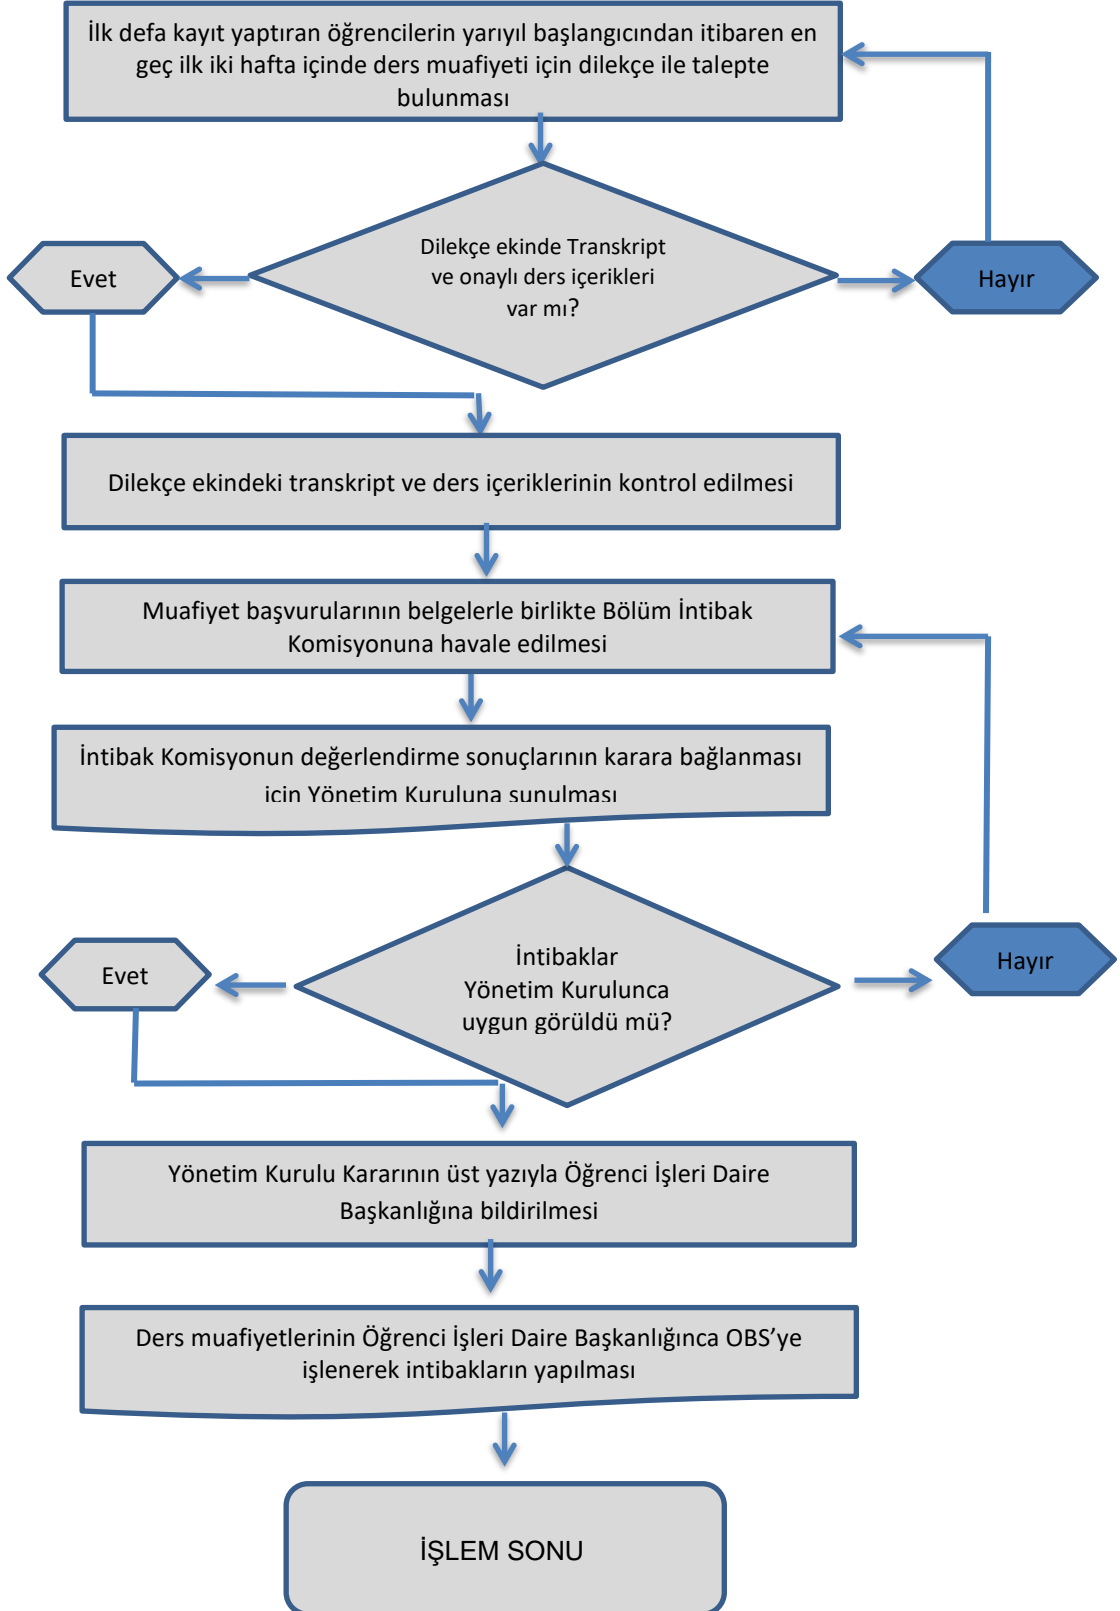 İlk defa kayıt yaptıran öğrencilerin yarıyıl başlangıcından itibaren en
geç ilk iki hafta içinde ders muafiyeti için dilekçe ile talepte
bulunması
Dilekçe ekinde Transkript
ve onaylı ders içerikleri
var mı?
Evet
Hayır
Dilekçe ekindeki transkript ve ders içeriklerinin kontrol edilmesi
Muafiyet başvurularının belgelerle birlikte Bölüm İntibak
Komisyonuna havale edilmesi
İntibak Komisyonun değerlendirme sonuçlarının karara bağlanması
için Yönetim Kuruluna sunulması
İntibaklar
Yönetim Kurulunca
uygun görüldü mü?
Evet
Hayır
Yönetim Kurulu Kararının üst yazıyla Öğrenci İşleri Daire
Başkanlığına bildirilmesi
Ders muafiyetlerinin Öğrenci İşleri Daire Başkanlığınca OBS’ye
işlenerek intibakların yapılması
İŞLEM SONU